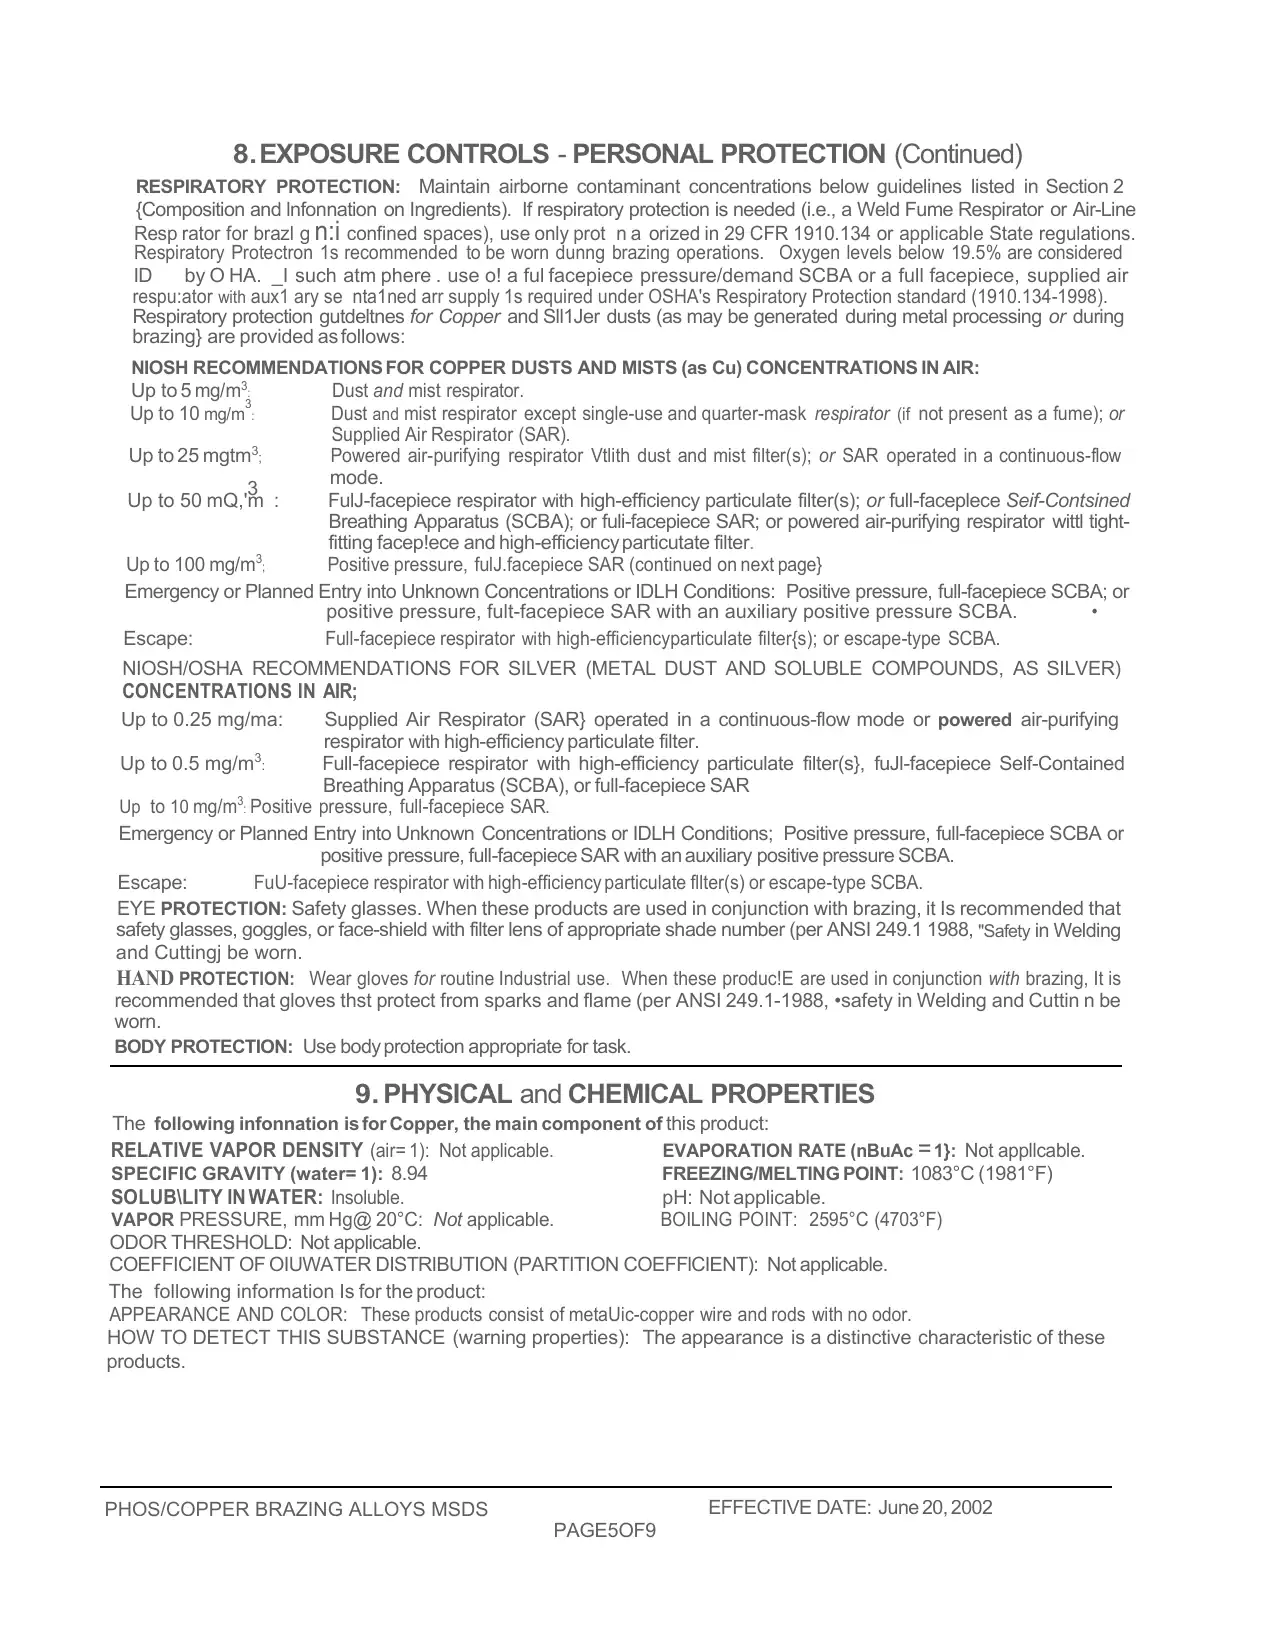 8. EXPOSURE CONTROLS - PERSONAL PROTECTION (Continued)
RESPIRATORY PROTECTION: Maintain airborne contaminant concentrations below guidelines listed in Section 2
{Composition and lnfonnation on Ingredients). If respiratory protection is needed (i.e., a Weld Fume Respirator or Air-Line
Resp rator for brazl g n:i confined spaces), use only prot n a orized in 29 CFR 1910.134 or applicable State regulations.
Respiratory Protectron 1s recommended to be worn dunng brazing operations. Oxygen levels below 19.5% are considered
ID by O HA. _I such atm phere . use o! a ful facepiece pressure/demand SCBA or a full facepiece, supplied air
respu:ator with aux1 ary se nta1ned arr supply 1s required under OSHA's Respiratory Protection standard (1910.134-1998).
Respiratory protection gutdeltnes for Copper and Sll1Jer dusts (as may be generated during metal processing or during
brazing} are provided as follows:
NIOSH RECOMMENDATIONS FOR COPPER DUSTS AND MISTS (as Cu) CONCENTRATIONS IN AIR:
Up to 5 mg/m3: Dust and mist respirator.
Up to 10 mg/m3: Dust and mist respirator except single-use and quarter-mask respirator (if not present as a fume); or
Supplied Air Respirator (SAR).
Up to 25 mgtm3; Powered air-purifying respirator Vtlith dust and mist filter(s); or SAR operated in a continuous-flow
mode.
Up to 50 mQ,'m3 : FulJ-facepiece respirator with high-efficiency particulate filter(s); or full-faceplece Seif-Contsined
Breathing Apparatus (SCBA); or fuli-facepiece SAR; or powered air-purifying respirator wittl tight-
fitting facep!ece and high-efficiency particutate filter.
Up to 100 mg/m3; Positive pressure, fulJ.facepiece SAR (continued on next page}
Emergency or Planned Entry into Unknown Concentrations or IDLH Conditions: Positive pressure, full-facepiece SCBA; or
positive pressure, fult-facepiece SAR with an auxiliary positive pressure SCBA. •
Escape: Full-facepiece respirator with high-efficiencyparticulate filter{s); or escape-type SCBA.
NIOSH/OSHA RECOMMENDATIONS FOR SILVER (METAL DUST AND SOLUBLE COMPOUNDS, AS SILVER)
CONCENTRATIONS IN AIR;
Up to 0.25 mg/ma: Supplied Air Respirator (SAR} operated in a continuous-flow mode or powered air-purifying
respirator with high-efficiency particulate filter.
Up to 0.5 mg/m3: Full-facepiece respirator with high-efficiency particulate filter(s}, fuJl-facepiece Self-Contained
Breathing Apparatus (SCBA), or full-facepiece SAR
Up to 10 mg/m3: Positive pressure, full-facepiece SAR.
Emergency or Planned Entry into Unknown Concentrations or IDLH Conditions; Positive pressure, full-facepiece SCBA or
positive pressure, full-facepiece SAR with an auxiliary positive pressure SCBA.
Escape: FuU-facepiece respirator with high-efficiency particulate fllter(s) or escape-type SCBA.
EYE PROTECTION: Safety glasses. When these products are used in conjunction with brazing, it Is recommended that
safety glasses, goggles, or face-shield with filter lens of appropriate shade number (per ANSI 249.1 1988, "Safety in Welding
and Cuttingj be worn.
HAND PROTECTION: Wear gloves for routine Industrial use. When these produc!E are used in conjunction with brazing, It is
recommended that gloves thst protect from sparks and flame (per ANSI 249.1-1988, •safety in Welding and Cuttin n be
worn.
BODY PROTECTION: Use body protection appropriate for task.
9. PHYSICAL and CHEMICAL PROPERTIES
The following infonnation is for Copper, the main component of this product:
RELATIVE VAPOR DENSITY (air= 1): Not applicable. EVAPORATION RATE (nBuAc = 1}: Not appllcable.
SPECIFIC GRAVITY (water= 1): 8.94 FREEZING/MELTING POINT: 1083°C (1981°F)
SOLUB\LITY IN WATER: Insoluble. pH: Not applicable.
VAPOR PRESSURE, mm Hg@ 20°C: Not applicable. BOILING POINT: 2595°C (4703°F)
ODOR THRESHOLD: Not applicable.
COEFFICIENT OF OIUWATER DISTRIBUTION (PARTITION COEFFICIENT): Not applicable.
The following information Is for the product:
APPEARANCE AND COLOR: These products consist of metaUic-copper wire and rods with no odor.
HOW TO DETECT THIS SUBSTANCE (warning properties): The appearance is a distinctive characteristic of these
products.
PHOS/COPPER BRAZING ALLOYS MSDS EFFECTIVE DATE: June 20, 2002
PAGE5OF9